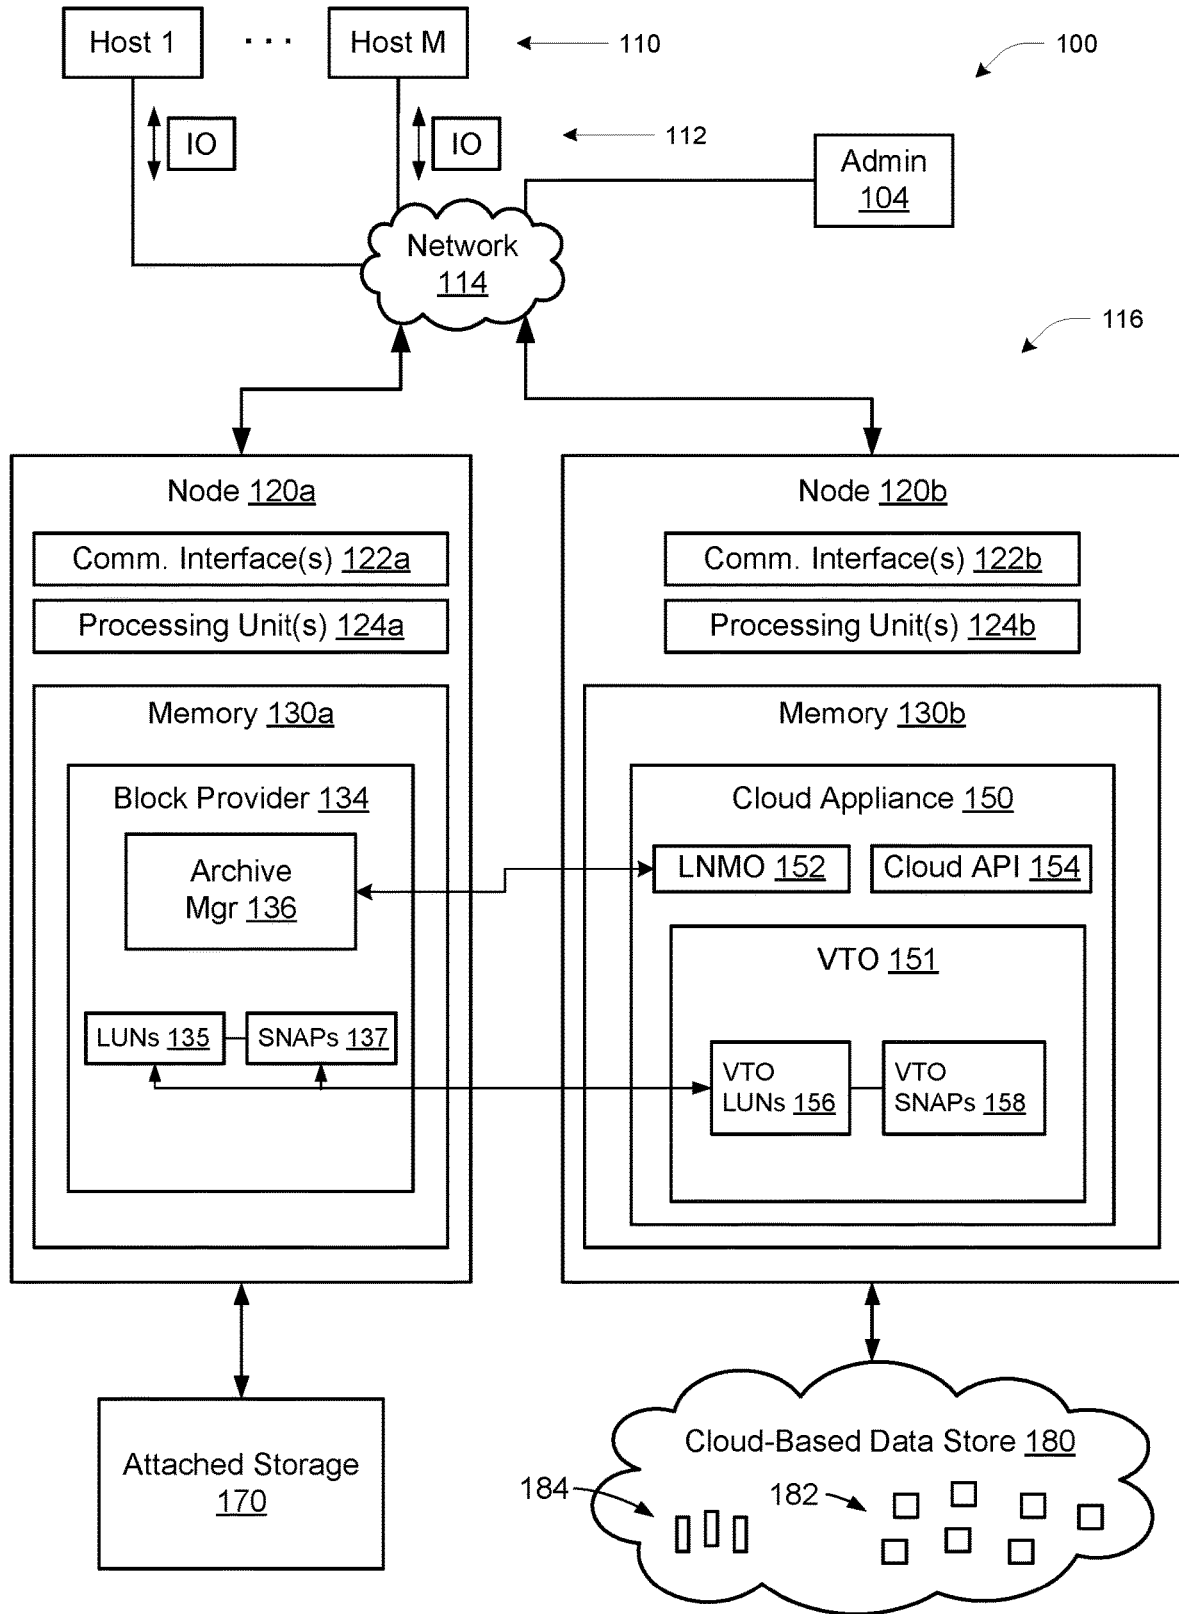 Host 1
. . .
Host M
110
100
IO
IO
112
Admin
104
Network
114
116
Node 120a
Comm. Interface(s) 122a
Processing Unit(s) 124a
Memory 130a
Block Provider 134
Archive
Mgr 136
LUNs 135
SNAPs 137
Node 120b
Comm. Interface(s) 122b
Processing Unit(s) 124b
Memory 130b
Cloud Appliance 150
LNMO 152
Cloud API 154
VTO 151
VTO
LUNs 156
VTO
SNAPs 158
Attached Storage
170
Cloud-Based Data Store 180
184
182